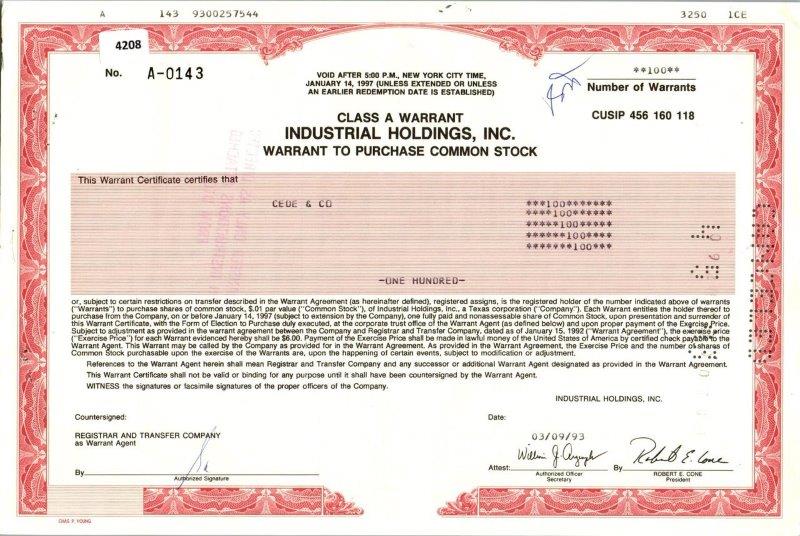 A 143 9300257544 3250 1CE
4208
No. A-0143
VOID AFTER 5:00 P.M., NEW YORK CITY TIME,
JANUARY 14, 1997 (UNLESS EXTENDED OR UNLESS
AN EARLIER REDEMPTION DATE IS ESTABLISHED)
**100**
Number of Warrants
CUSIP 456 160 118
CLASS A WARRANT
INDUSTRIAL HOLDINGS, INC.
WARRANT TO PURCHASE COMMON STOCK
This Warrant Certificate certifies that
CEDE & CO
***100*******
****100******
*****100*****
******100****
*******100***
-ONE HUNDRED-
or, subject to certain restrictions on transfer described in the Warrant Agreement (as hereinafter defined), registered assigns, is the registered holder of the number indicated above of warrants
("Warrants") to purchase shares of common stock, $.01 par value ("Common Stock"), of Industrial Holdings, Inc., a Texas corporation ("Company"). Each Warrant entitles the holder thereof to
purchase from the Company, on or before January 14, 1997 (subject to extension by the Company), one fully paid and nonassessable share of Common Stock, upon presentation and surrender of
this Warrant Certificate, with the Form of Election to Purchase duly executed, at the corporate trust office of the Warrant Agent (as defined below) and upon proper payment of the Exercise Price.
Subject to adjustment as provided in the warrant agreement between the Company and Registrar and Transfer Company, dated as of January 15, 1992 ("Warrant Agreement"), the exercise price
("Exercise Price") for each Warrant evidenced hereby shall be $6.00. Payment of the Exercise Price shall be made in lawful money of the United States of America by certified check payable to the
Warrant Agent. This Warrant may be called by the Company as provided for in the Warrant Agreement. As provided in the Warrant Agreement, the Exercise Price and the number of shares of
Common Stock purchasable upon the exercise of the Warrants are, upon the happening of certain events, subject to modification or adjustment.
References to the Warrant Agent herein shall mean Registrar and Transfer Company and any successor or additional Warrant Agent designated as provided in the Warrant Agreement.
This Warrant Certificate shall not be valid or binding for any purpose until it shall have been countersigned by the Warrant Agent.
WITNESS the signatures or facsimile signatures of the proper officers of the Company.
INDUSTRIAL HOLDINGS, INC.
Countersigned:
Date:
REGISTRAR AND TRANSFER COMPANY
as Warrant Agent
03/09/93
By
Authorized Signature
Attest:
Authorized Officer
Secretary
By Robert E. Cone
ROBERT E. CONE
President
CHAS. P. YOUNG